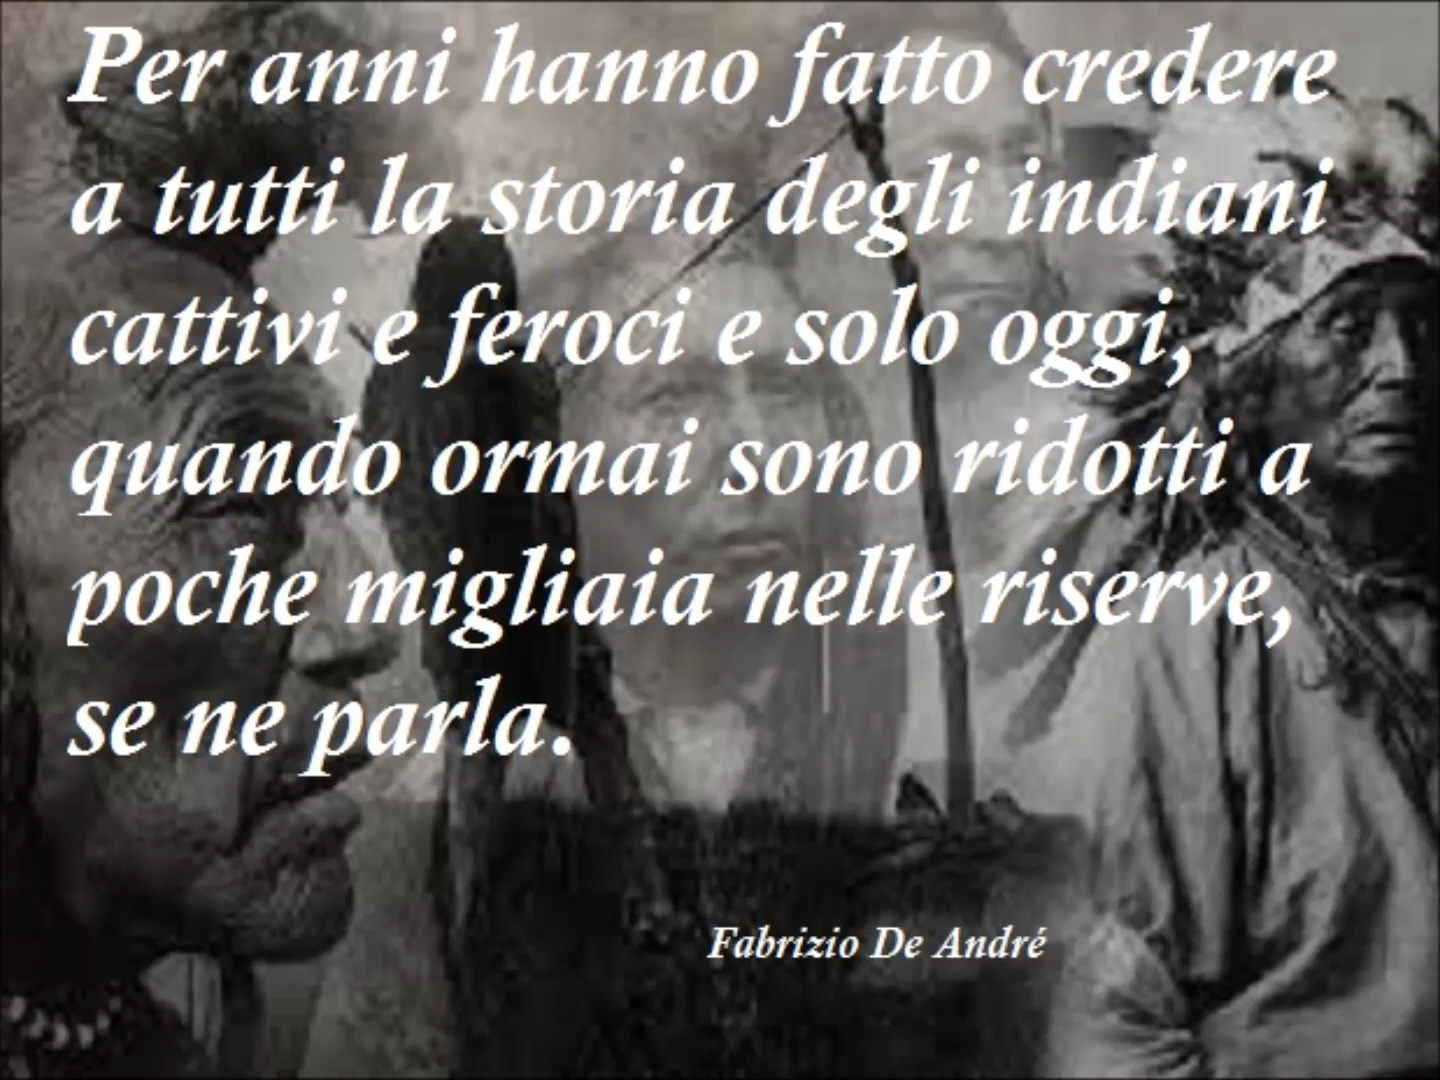 Per anni hanno fatto credere
a tutti la storia degli indiani
cattivi e feroci e solo oggi,
quando ormai sono ridotti a
poche migliaia nelle riserve,
se ne parla.
Fabrizio De André